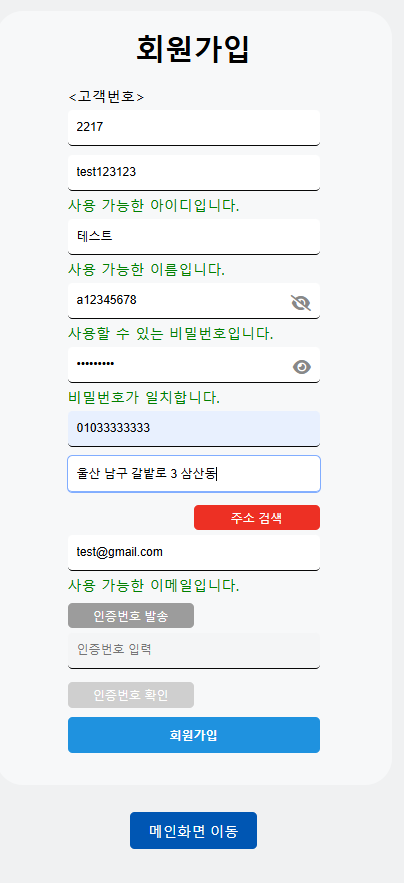 회원가입
<고객번호>
2217
test123123
사용 가능한 아이디입니다.
테스트
사용 가능한 이름입니다.
a12345678
사용할 수 있는 비밀번호입니다.
•••••••••
비밀번호가 일치합니다.
01033333333
울산 남구 갈밭로 3 삼산동
주소 검색
test@gmail.com
사용 가능한 이메일입니다.
인증번호 발송
인증번호 입력
인증번호 확인
회원가입
메인화면 이동